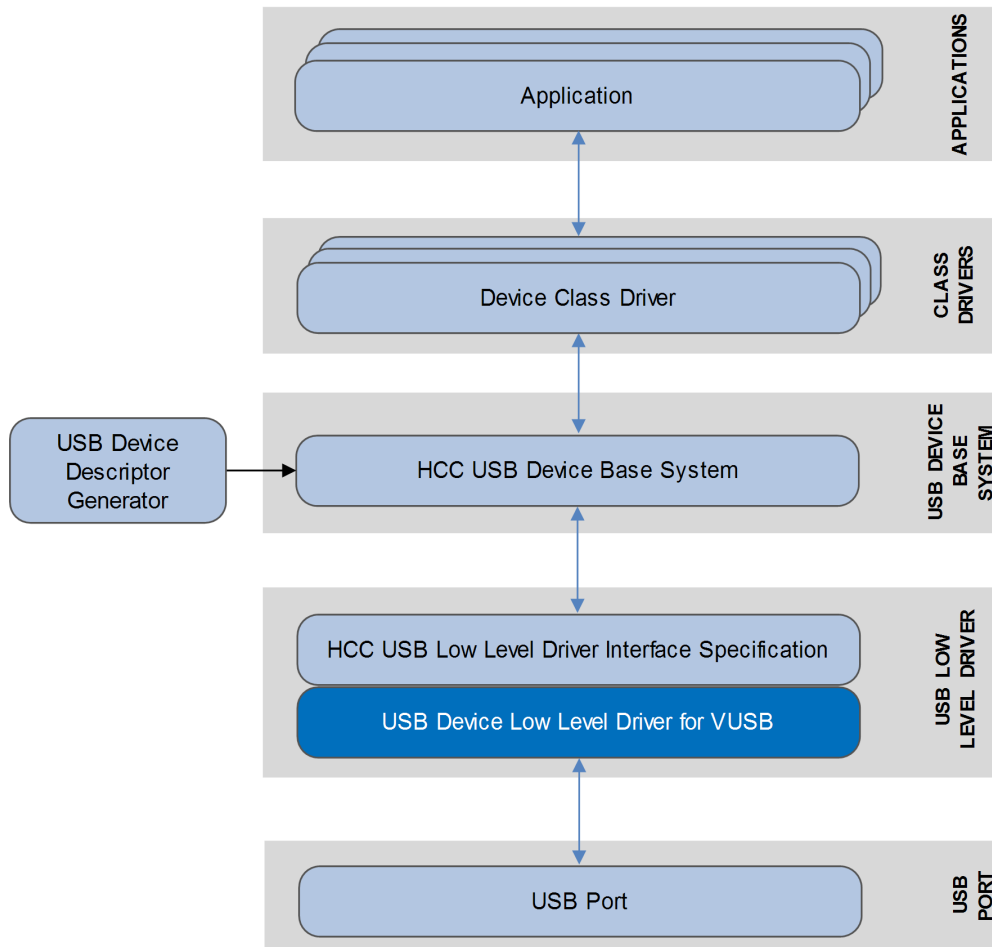 Application
APPLICATIONS
Device Class Driver
CLASS
DRIVERS
USB Device
Descriptor
Generator
HCC USB Device Base System
USB DEVICE
BASE
SYSTEM
HCC USB Low Level Driver Interface Specification
USB Device Low Level Driver for VUSB
USB LOW
LEVEL DRIVER
USB Port
USB
PORT